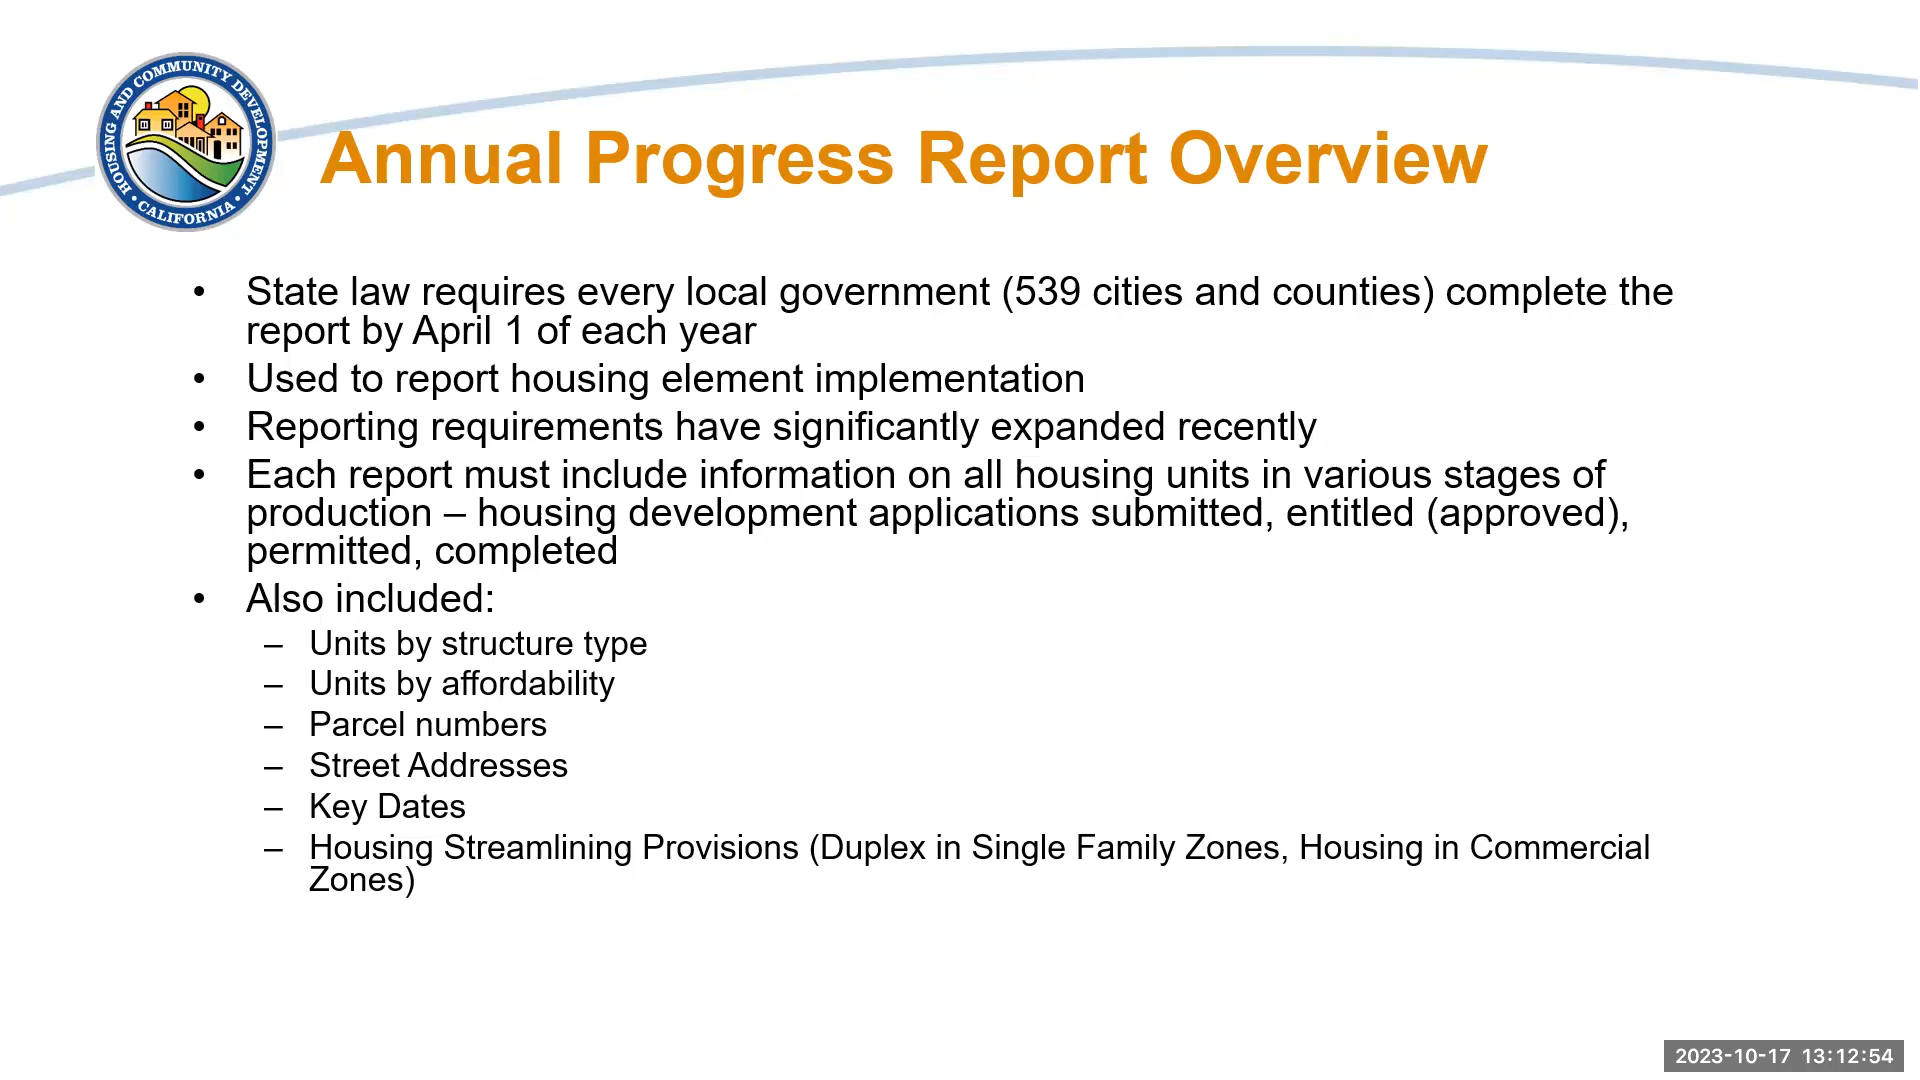 HOUSING AND COMMUNITY DEVELOPMENT
• CALIFORNIA •
Annual Progress Report Overview
• State law requires every local government (539 cities and counties) complete the
report by April 1 of each year
• Used to report housing element implementation
• Reporting requirements have significantly expanded recently
• Each report must include information on all housing units in various stages of
production – housing development applications submitted, entitled (approved),
permitted, completed
• Also included:
– Units by structure type
– Units by affordability
– Parcel numbers
– Street Addresses
– Key Dates
– Housing Streamlining Provisions (Duplex in Single Family Zones, Housing in Commercial
Zones)
2023-10-17 13:12:54